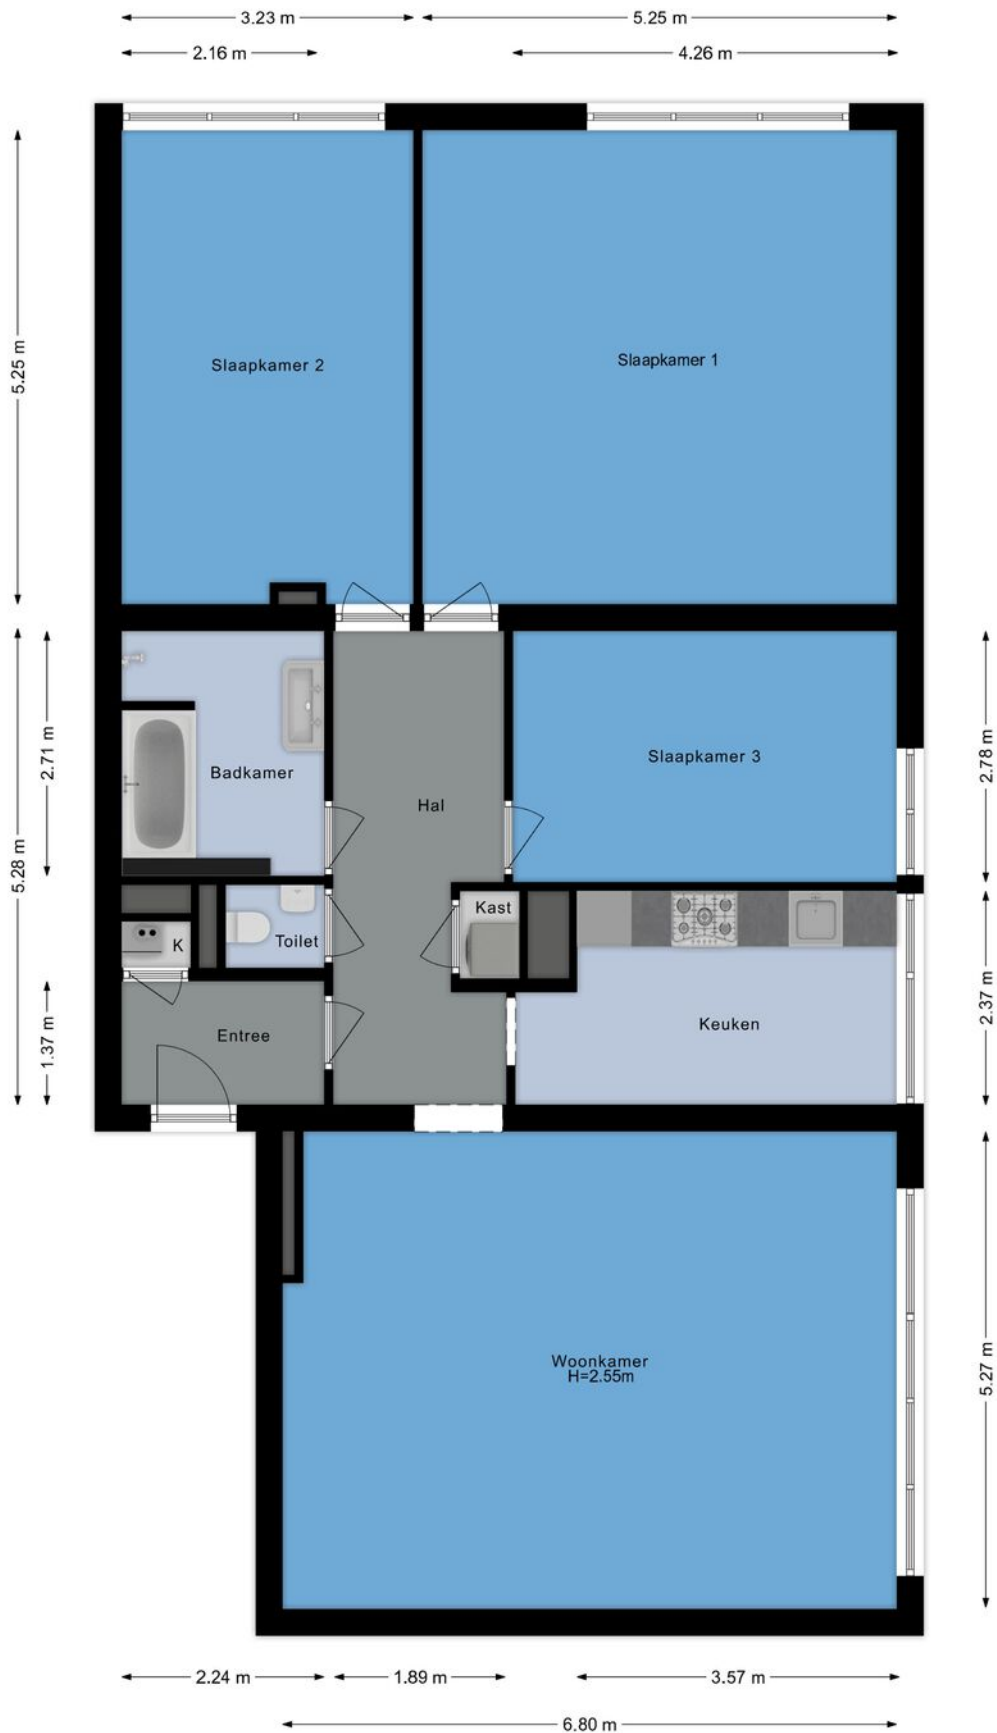 3.23 m
5.25 m
2.16 m
4.26 m
5.25 m
Slaapkamer 2
Slaapkamer 1
5.28 m
2.71 m
2.78 m
Slaapkamer 3
Badkamer
Hal
Kast
Toilet
K
1.37 m
Entree
Keuken
2.37 m
Woonkamer
H=2.55m
5.27 m
2.24 m
1.89 m
3.57 m
6.80 m